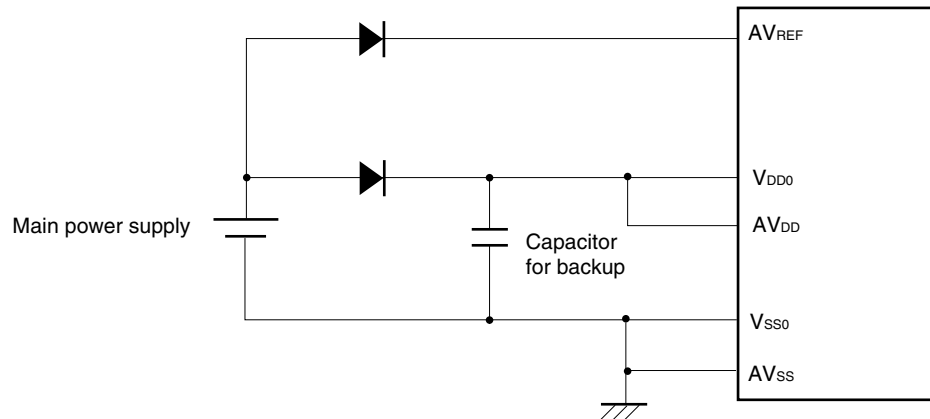 AVREF
VDD0
AVDD
Main power supply
Capacitor
for backup
VSS0
AVSS